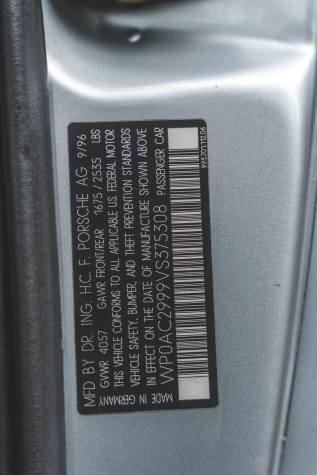 MFD BY DR. ING. H.C. F. PORSCHE AG 9/96
GVWR 4057 GAWR FRONT/REAR 1675/2535 LBS
THIS VEHICLE CONFORMS TO ALL APPLICABLE U.S. FEDERAL MOTOR
VEHICLE SAFETY, BUMPER, AND THEFT PREVENTION STANDARDS
IN EFFECT ON THE DATE OF MANUFACTURE SHOWN ABOVE
WP0AC2999VS375308 PASSENGER CAR
MADE IN GERMANY